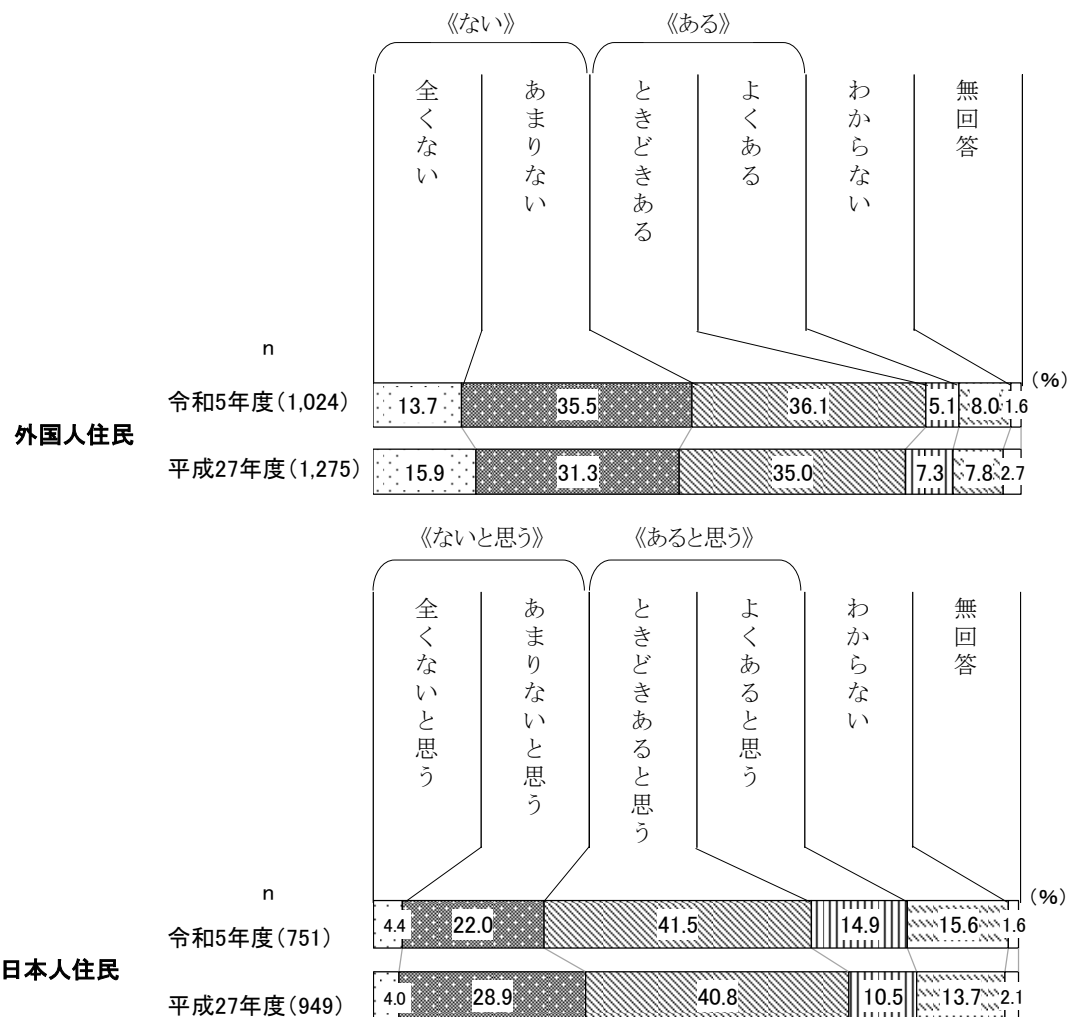 《ない》 《ある》
全くない
あまりない
ときどきある
よくある
わからない
無回答
n
(%)
外国人住民
令和5年度(1,024) 13.7 35.5 36.1 5.1 8.0 1.6
平成27年度(1,275) 15.9 31.3 35.0 7.3 7.8 2.7
《ないと思う》 《あると思う》
全くないと思う
あまりないと思う
ときどきあると思う
よくあると思う
わからない
無回答
n
(%)
日本人住民
令和5年度(751) 4.4 22.0 41.5 14.9 15.6 1.6
平成27年度(949) 4.0 28.9 40.8 10.5 13.7 2.1